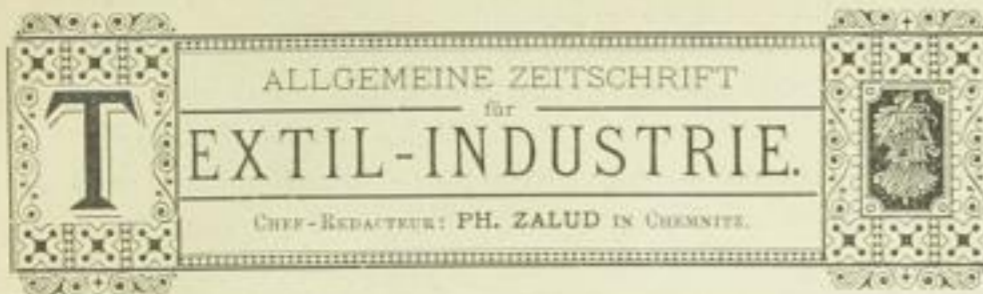 ALLGEMEINE ZEITSCHRIFT
für
TEXTIL-INDUSTRIE.
CHEF-REDACTEUR: PH. ZALUD IN CHEMNITZ.